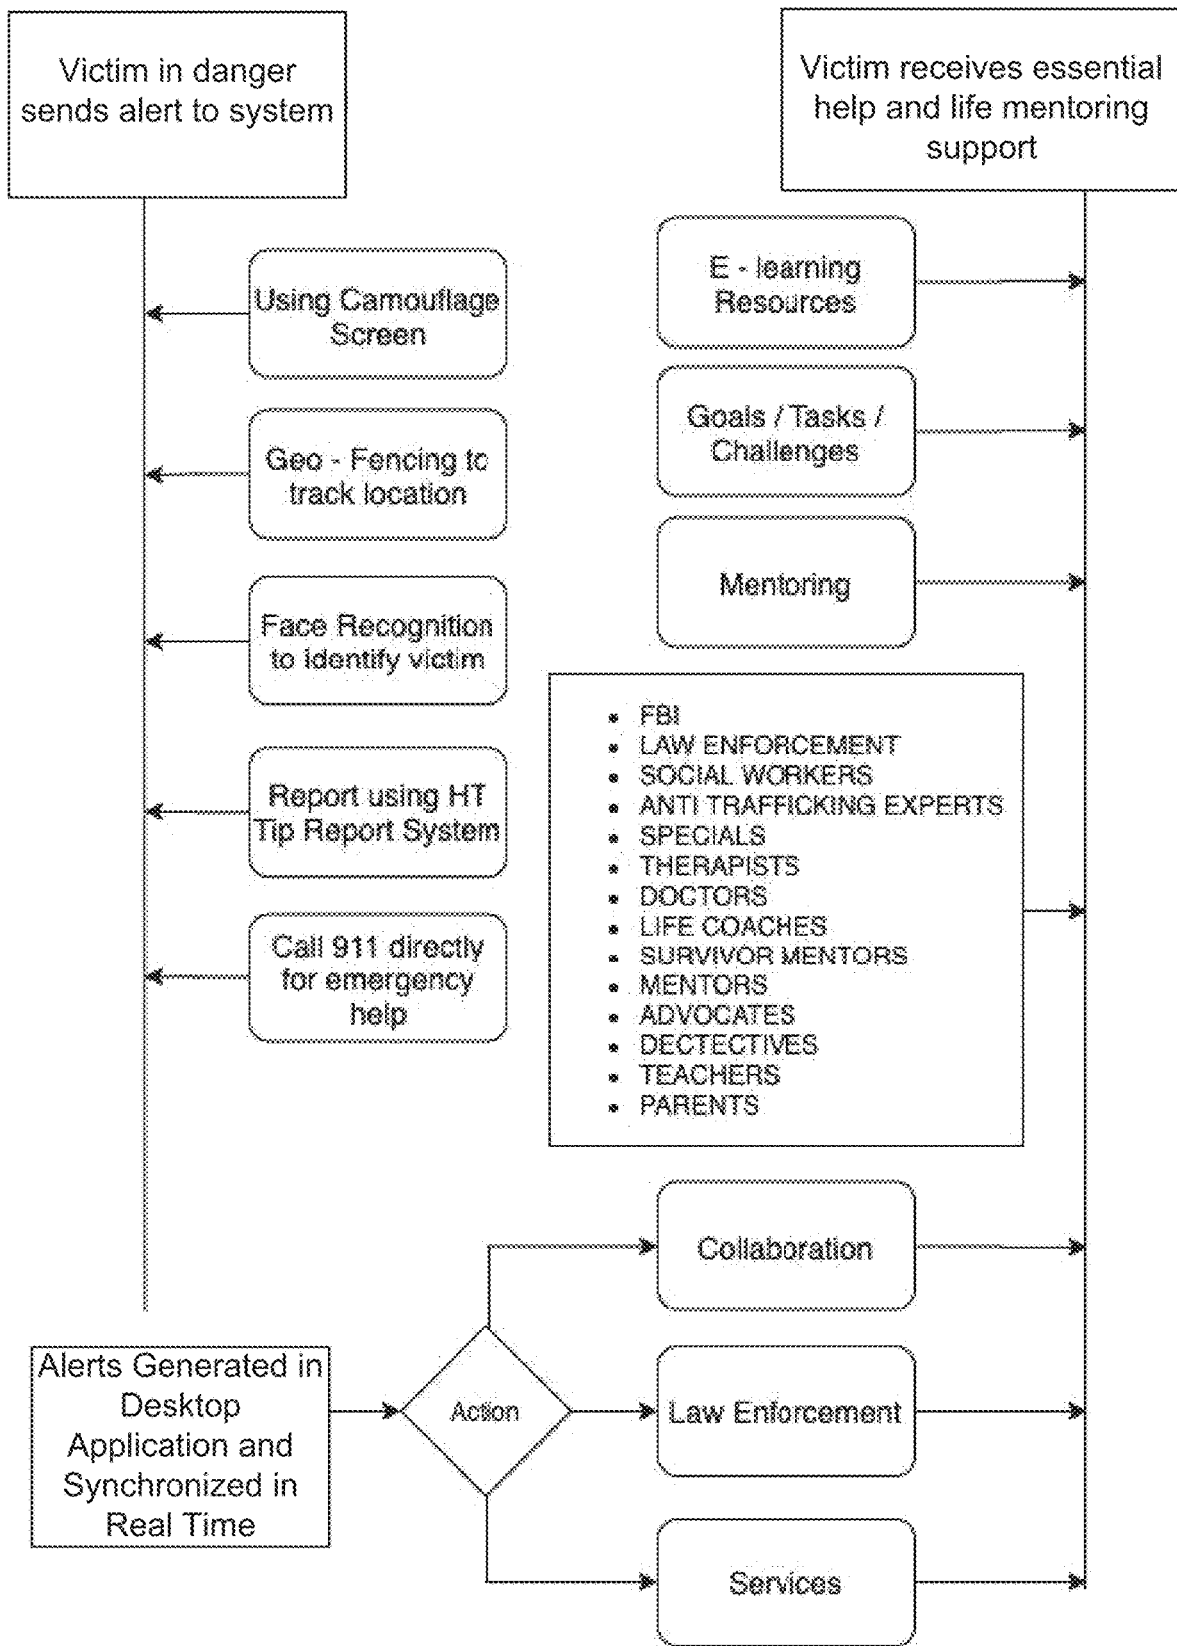 Victim in danger
sends alert to system
Victim receives essential
help and life mentoring
support
Using Camouflage
Screen
Geo - Fencing to
track location
Face Recognition
to Identify victim
Report using HT
Tip Report System
Call 911 directly
for emergency
help
E - learning
Resources
Goals / Tasks /
Challenges
Mentoring
• FBI
• LAW ENFORCEMENT
• SOCIAL WORKERS
• ANTI TRAFFICKING EXPERTS
• SPECIALS
• THERAPISTS
• DOCTORS
• LIFE COACHES
• SURVIVOR MENTORS
• MENTORS
• ADVOCATES
• DECTECTIVES
• TEACHERS
• PARENTS
Alerts Generated in
Desktop
Application and
Synchronized in
Real Time
Action
Collaboration
Law Enforcement
Services